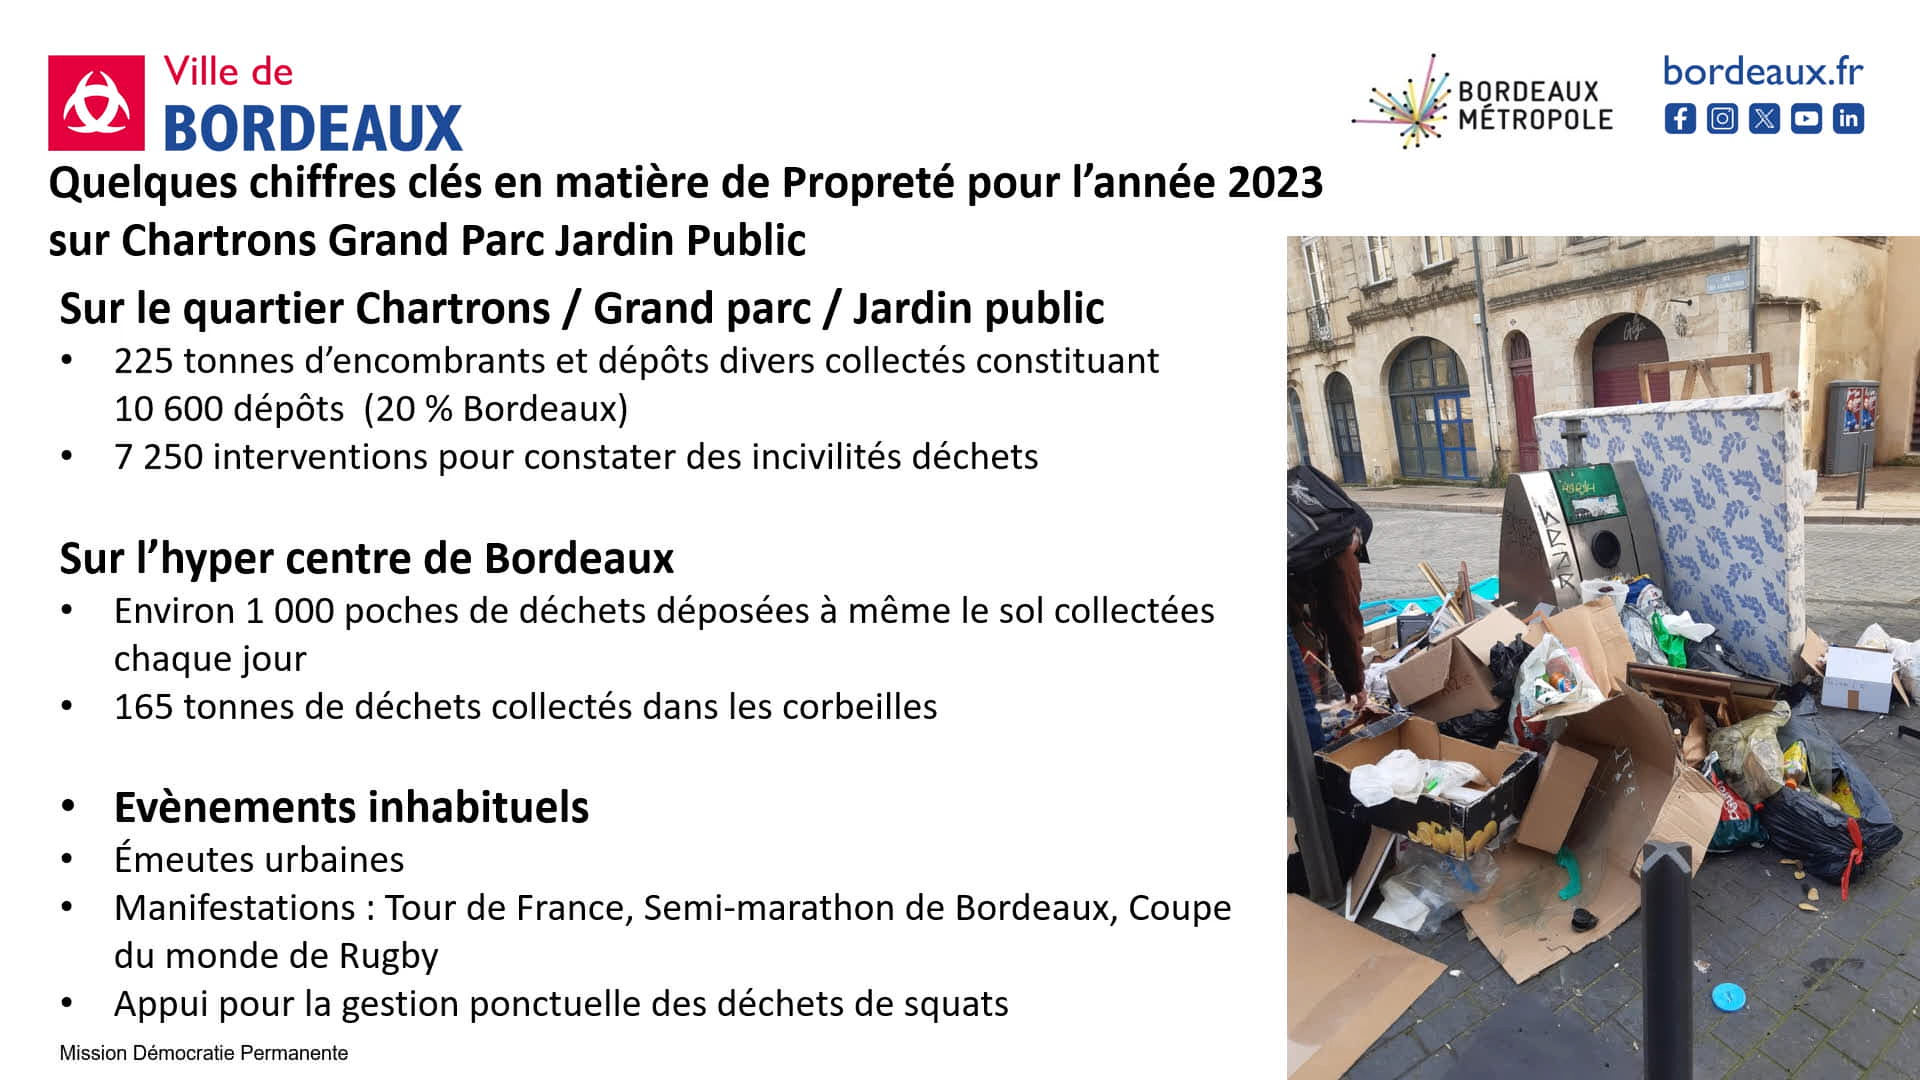 Ville de
BORDEAUX
BORDEAUX
MÉTROPOLE
bordeaux.fr
Quelques chiffres clés en matière de Propreté pour l’année 2023
sur Chartrons Grand Parc Jardin Public
Sur le quartier Chartrons / Grand parc / Jardin public
• 225 tonnes d’encombrants et dépôts divers collectés constituant
10 600 dépôts (20 % Bordeaux)
• 7 250 interventions pour constater des incivilités déchets
Sur l’hyper centre de Bordeaux
• Environ 1 000 poches de déchets déposées à même le sol collectées
chaque jour
• 165 tonnes de déchets collectés dans les corbeilles
• Evènements inhabituels
• Émeutes urbaines
• Manifestations : Tour de France, Semi-marathon de Bordeaux, Coupe
du monde de Rugby
• Appui pour la gestion ponctuelle des déchets de squats
Mission Démocratie Permanente